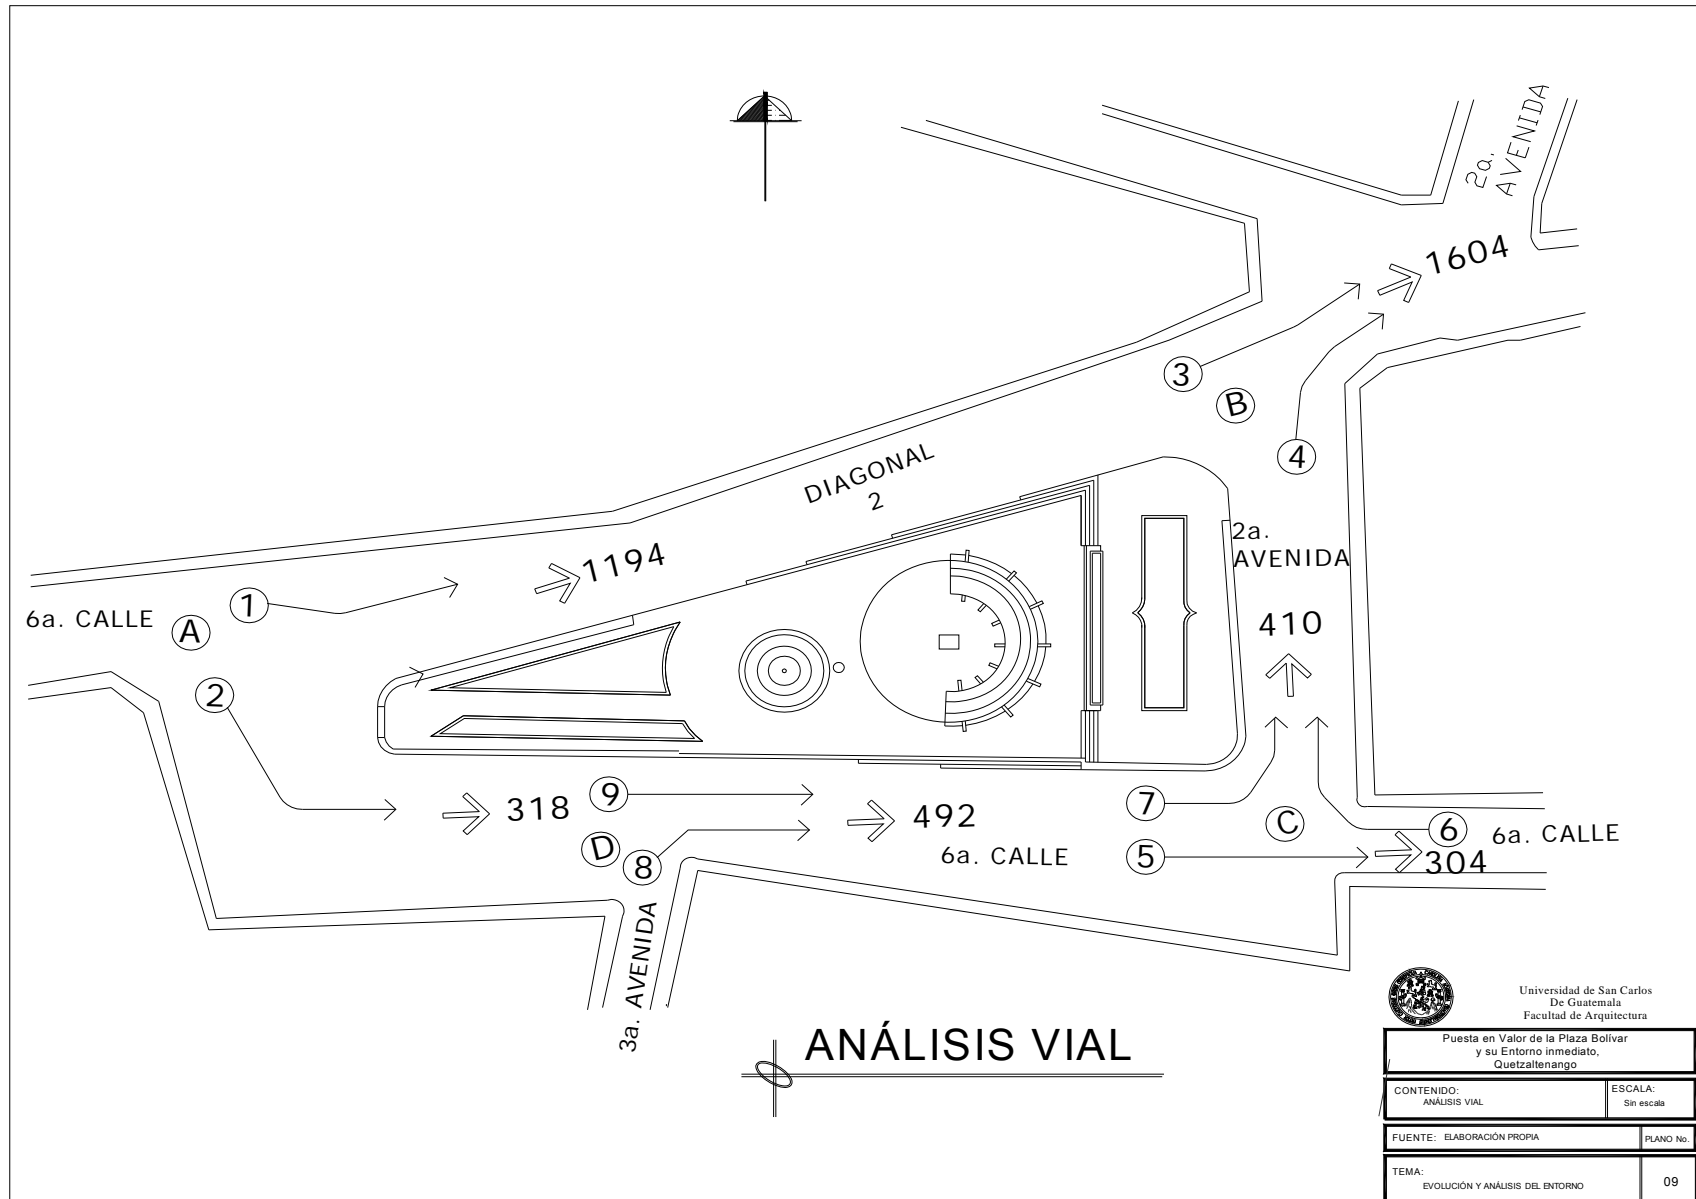 2a.
AVENIDA
1604
3
B
4
DIAGONAL
2
2a.
AVENIDA
1194
1
6a. CALLE
A
410
2
318
9
492
7
C
6
6a. CALLE
D
8
6a. CALLE
5
304
3a. AVENIDA
ANÁLISIS VIAL
Universidad de San Carlos
De Guatemala
Facultad de Arquitectura
Puesta en Valor de la Plaza Bolívar
y su Entorno inmediato,
Quetzaltenango
CONTENIDO:
ANÁLISIS VIAL
ESCALA:
Sin escala
FUENTE: ELABORACIÓN PROPIA
PLANO No.
TEMA:
EVOLUCIÓN Y ANÁLISIS DEL ENTORNO
09